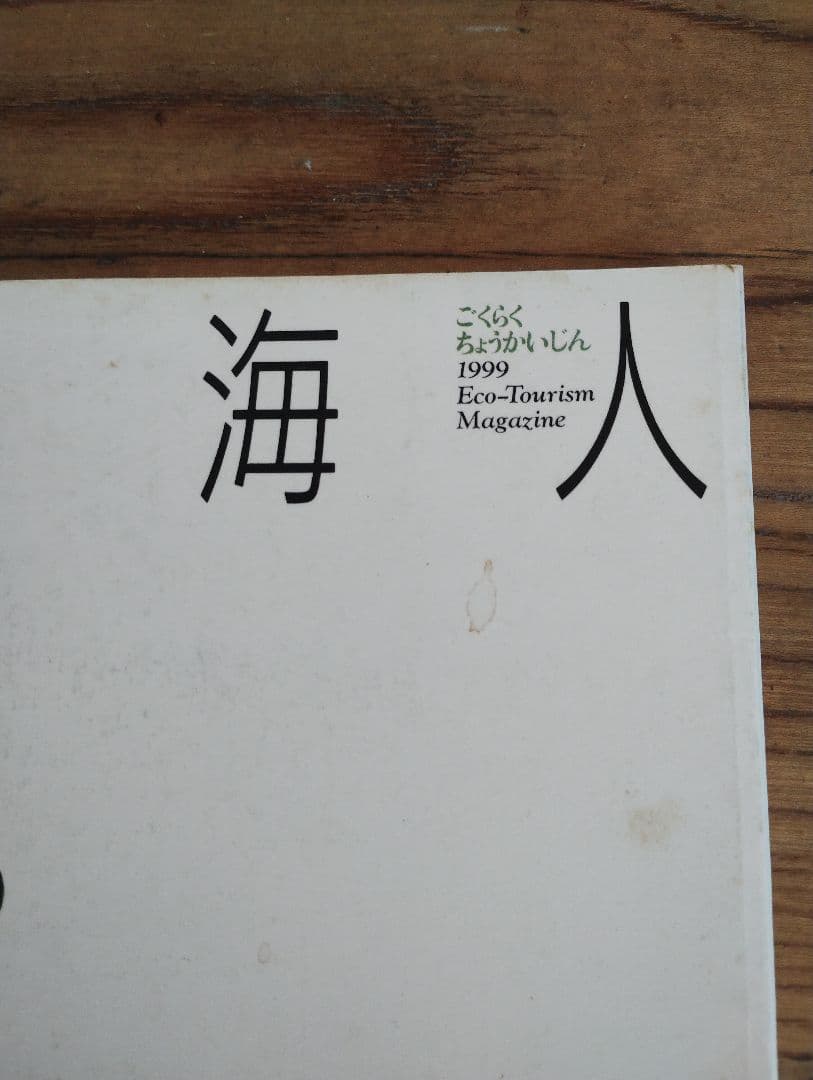 海人
ごくらく
ちょうかいじん
1999
Eco-Tourism
Magazine